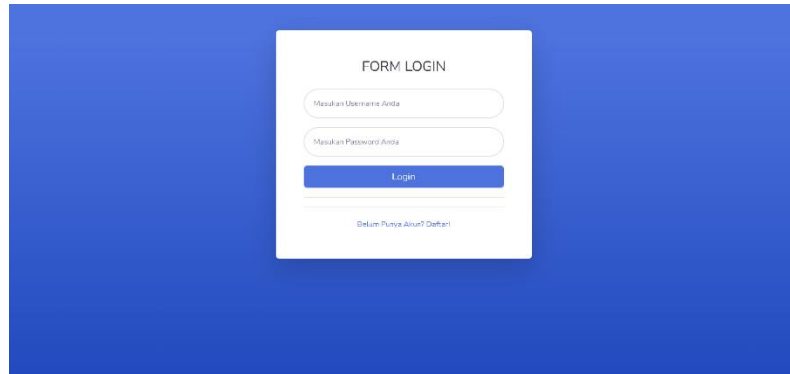 FORM LOGIN
Masukan Username Anda
Masukan Password Anda
Login
Belum Punya Akun? Daftar!